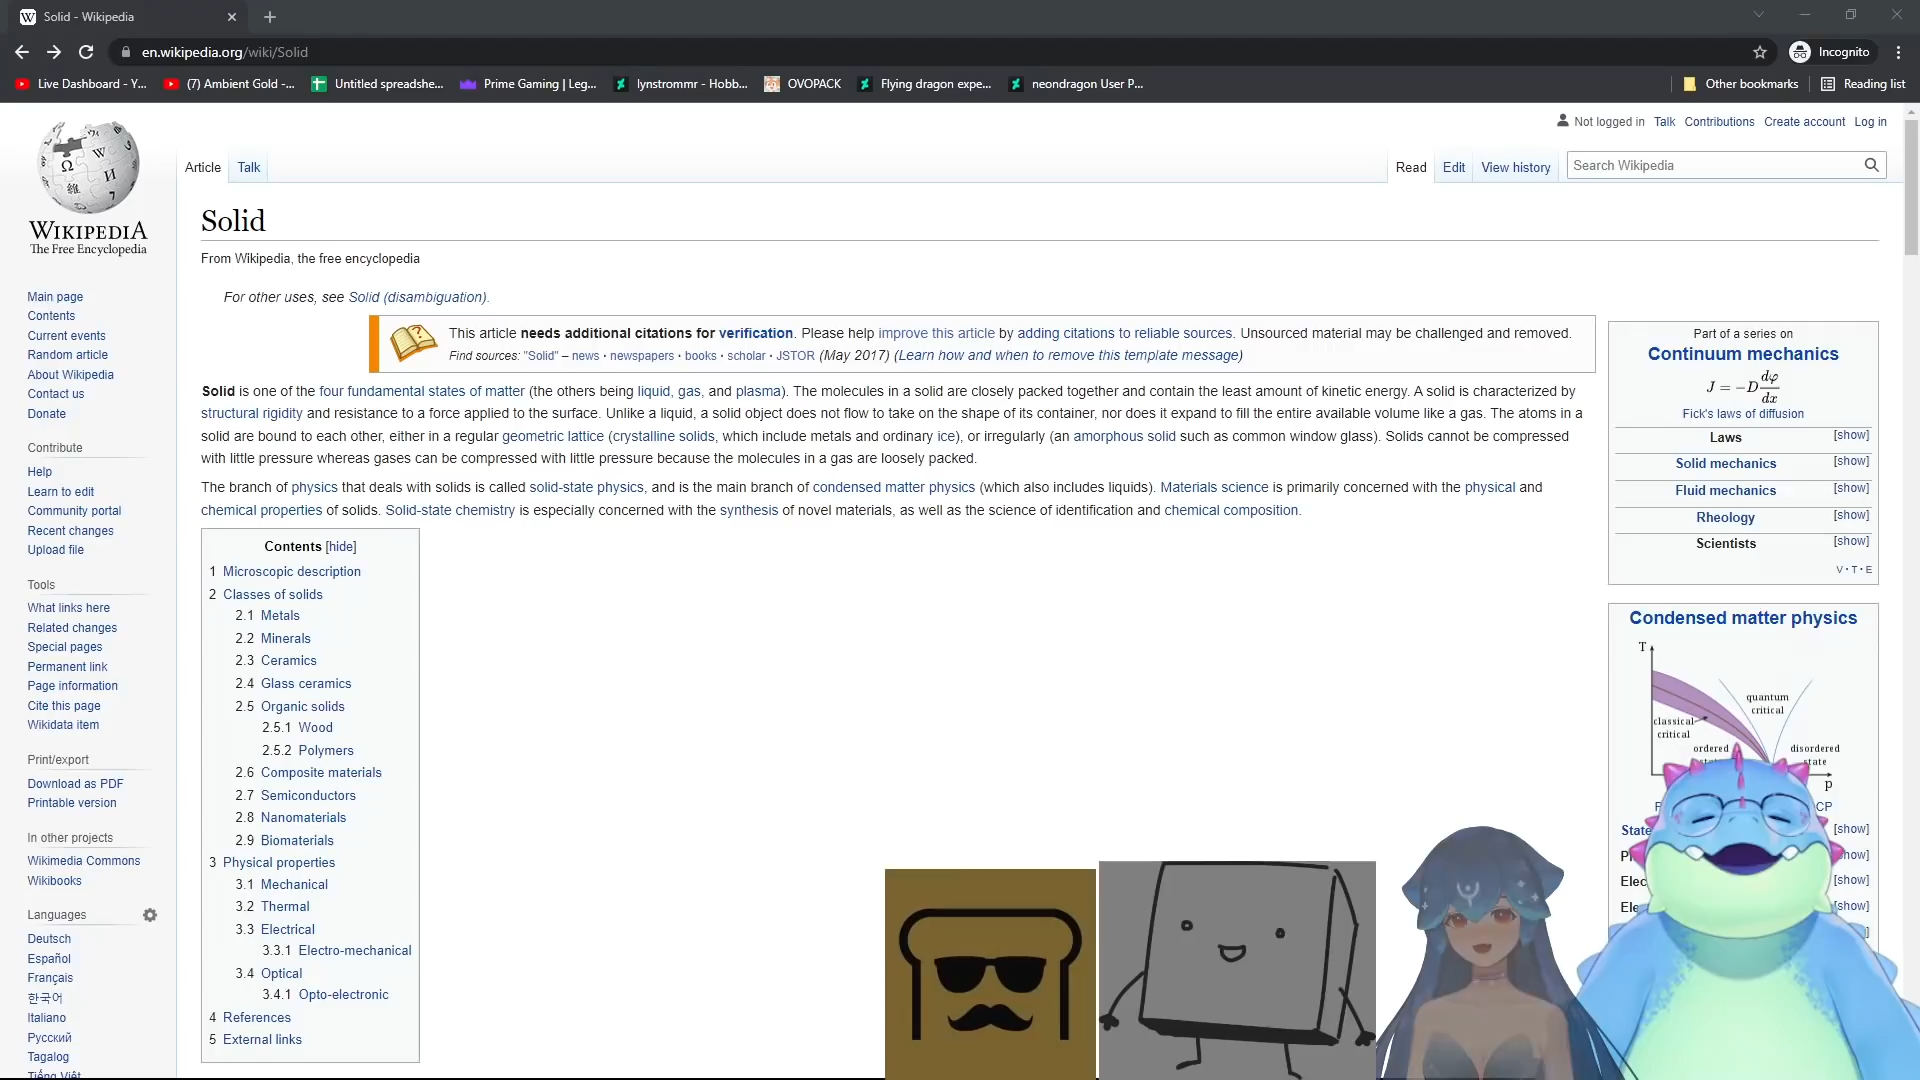 Solid - Wikipedia
en.wikipedia.org/wiki/Solid
Incognito
Live Dashboard - Y...
(7) Ambient Gold -...
Untitled spreadshe...
Prime Gaming | Leg...
lynstrommr - Hobb...
OVOPACK
Flying dragon expe...
neondragon User P...
Other bookmarks
Reading list
Not logged in Talk Contributions Create account Log in
WIKIPEDIA
The Free Encyclopedia
Article Talk
Read Edit View history
Search Wikipedia
Main page
Contents
Current events
Random article
About Wikipedia
Contact us
Donate
Contribute
Help
Learn to edit
Community portal
Recent changes
Upload file
Tools
What links here
Related changes
Special pages
Permanent link
Page information
Cite this page
Wikidata item
Print/export
Download as PDF
Printable version
In other projects
Wikimedia Commons
Wikibooks
Languages
Deutsch
Español
Français
한국어
Italiano
Русский
Tagalog
Tiếng Việt
Solid
From Wikipedia, the free encyclopedia
For other uses, see Solid (disambiguation).
This article needs additional citations for verification. Please help improve this article by adding citations to reliable sources. Unsourced material may be challenged and removed.
Find sources: "Solid" – news · newspapers · books · scholar · JSTOR (May 2017) (Learn how and when to remove this template message)
Solid is one of the four fundamental states of matter (the others being liquid, gas, and plasma). The molecules in a solid are closely packed together and contain the least amount of kinetic energy. A solid is characterized by
structural rigidity and resistance to a force applied to the surface. Unlike a liquid, a solid object does not flow to take on the shape of its container, nor does it expand to fill the entire available volume like a gas. The atoms in a
solid are bound to each other, either in a regular geometric lattice (crystalline solids, which include metals and ordinary ice), or irregularly (an amorphous solid such as common window glass). Solids cannot be compressed
with little pressure whereas gases can be compressed with little pressure because the molecules in a gas are loosely packed.
The branch of physics that deals with solids is called solid-state physics, and is the main branch of condensed matter physics (which also includes liquids). Materials science is primarily concerned with the physical and
chemical properties of solids. Solid-state chemistry is especially concerned with the synthesis of novel materials, as well as the science of identification and chemical composition.
Contents [hide]
1 Microscopic description
2 Classes of solids
2.1 Metals
2.2 Minerals
2.3 Ceramics
2.4 Glass ceramics
2.5 Organic solids
2.5.1 Wood
2.5.2 Polymers
2.6 Composite materials
2.7 Semiconductors
2.8 Nanomaterials
2.9 Biomaterials
3 Physical properties
3.1 Mechanical
3.2 Thermal
3.3 Electrical
3.3.1 Electro-mechanical
3.4 Optical
3.4.1 Opto-electronic
4 References
5 External links
Part of a series on
Continuum mechanics
J = −D dφ/dx
Fick's laws of diffusion
Laws [show]
Solid mechanics [show]
Fluid mechanics [show]
Rheology [show]
Scientists [show]
V · T · E
Condensed matter physics
T
quantum
critical
classical
critical
ordered
disordered
state
p
CP
State [show]
[show]
Elec [show]
Ele [show]